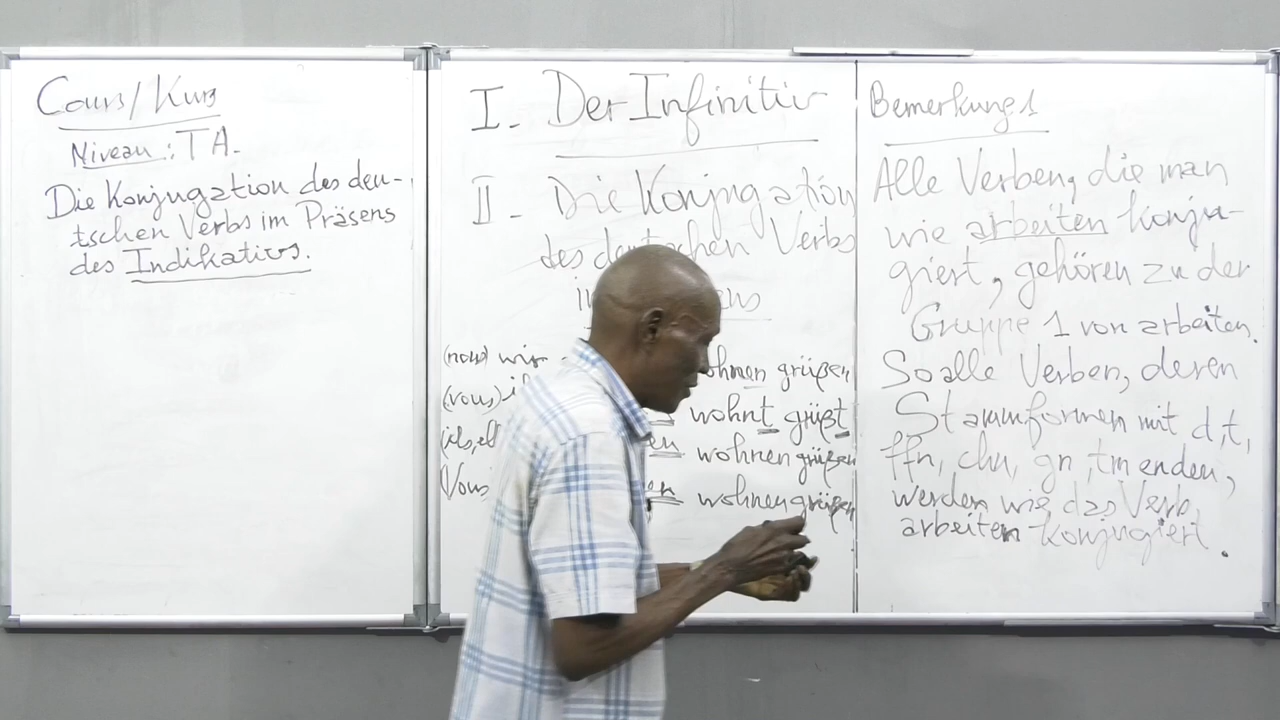 Cours/Kurs
Niveau : TA.
Die Konjugation des deu-
tschen Verbs im Präsens
des Indikativs.
I - Der Infinitiv
II - Die Konjugation
des deutschen Verbs
(nous) wir ohnen grüßen
(vous) wohnt grüßt
(ils, en wohnen grüßen
Vous en wohnen grüßen
Bemerkung 1
Alle Verben, die man
wie arbeiten konju-
giert, gehören zu der
Gruppe 1 von arbeiten.
So alle Verben, deren
Stammformen mit d, t,
ffn, chn, gn, tm enden,
werden wie das Verb
arbeiten konjugiert.